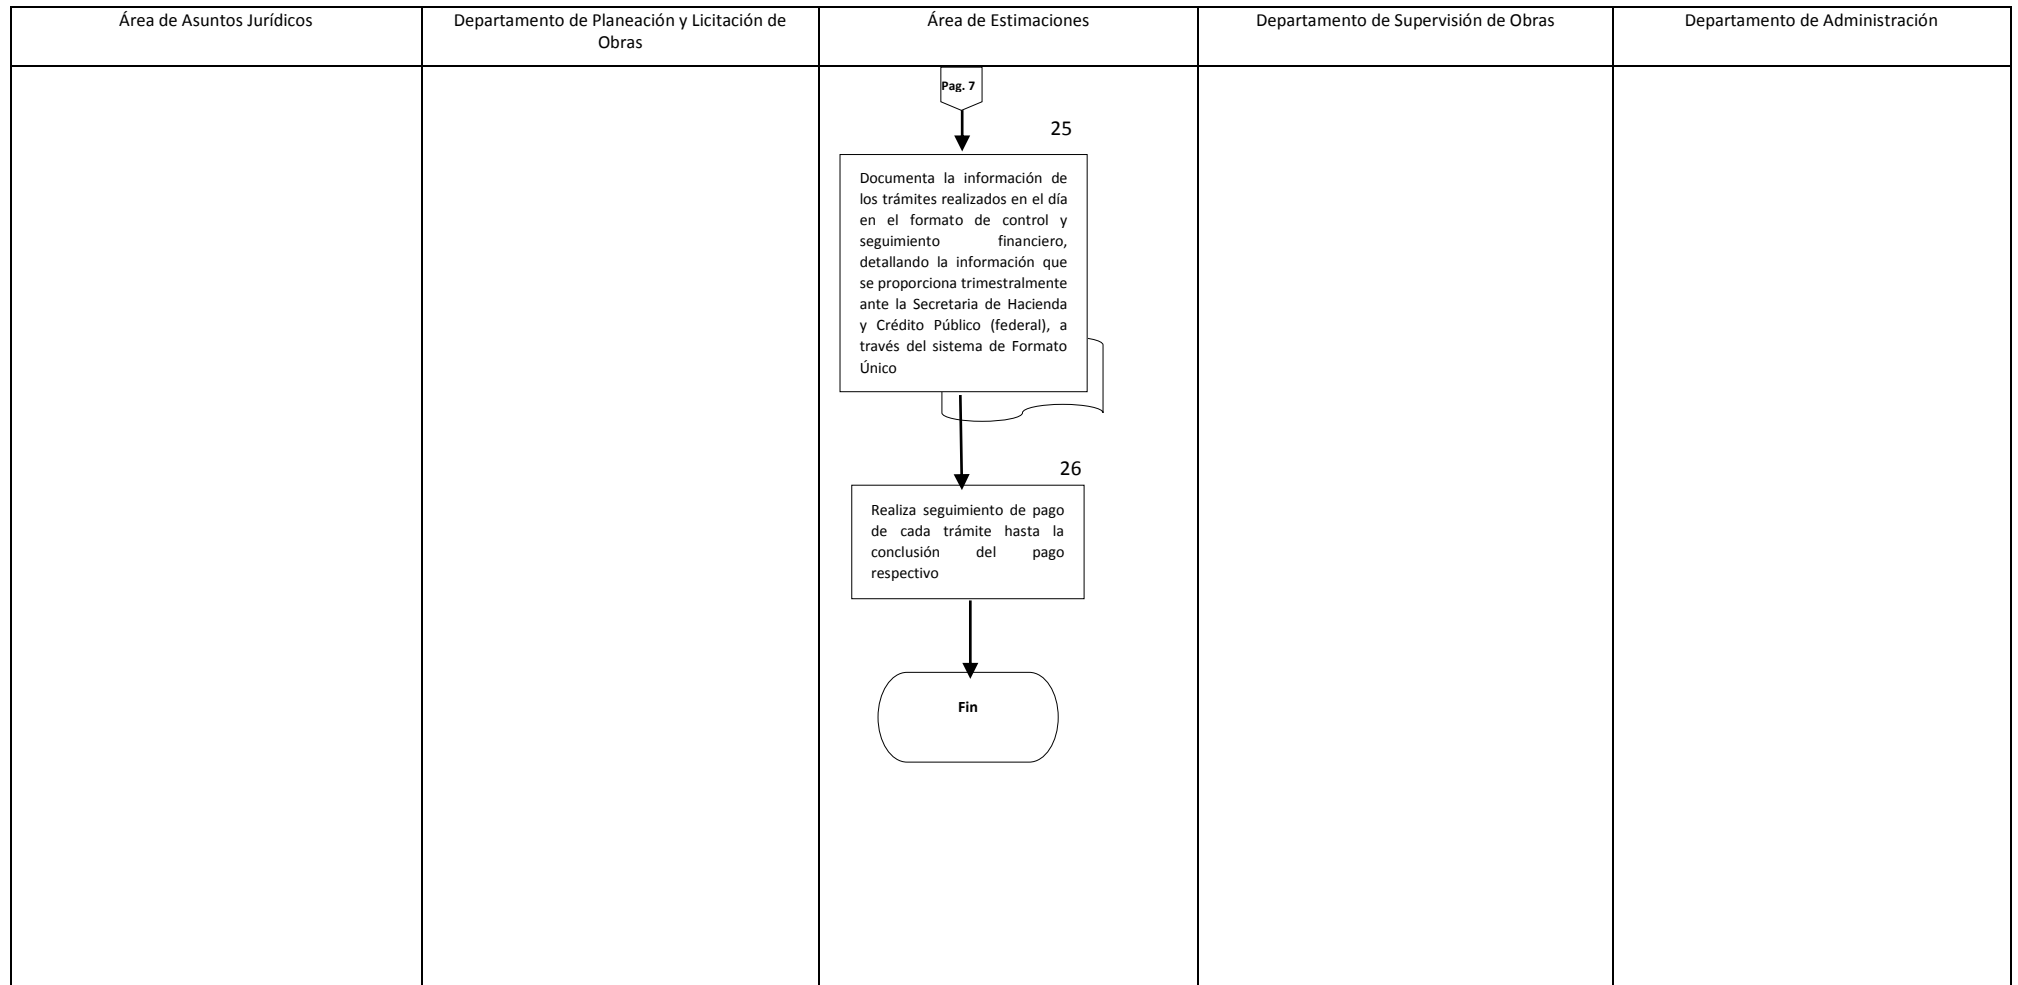 Área de Asuntos Jurídicos
Departamento de Planeación y Licitación de
Obras
Área de Estimaciones
Departamento de Supervisión de Obras
Departamento de Administración
Pag. 7
25
Documenta la información de
los trámites realizados en el día
en el formato de control y
seguimiento financiero,
detallando la información que
se proporciona trimestralmente
ante la Secretaria de Hacienda
y Crédito Público (federal), a
través del sistema de Formato
Único
26
Realiza seguimiento de pago
de cada trámite hasta la
conclusión del pago
respectivo
Fin